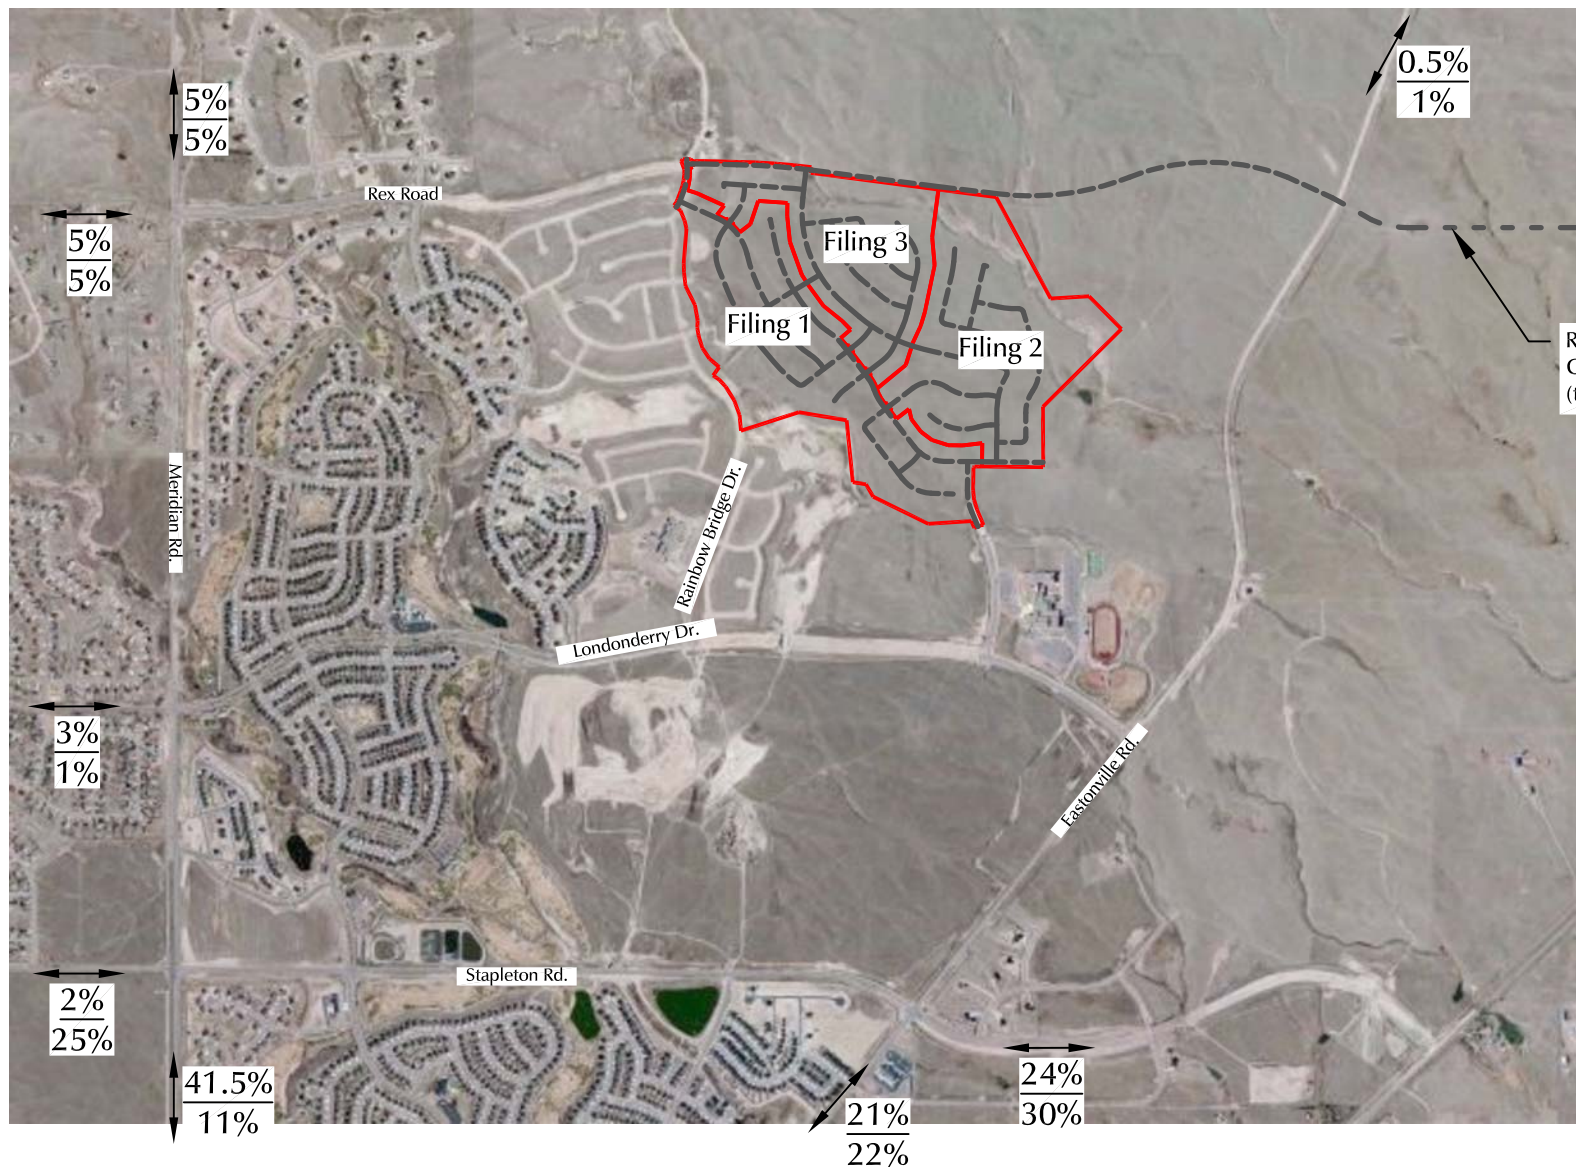 0.5%
1%
5%
5%
Rex Road
5%
5%
Filing 3
Filing 1
Filing 2
R
Meridian Rd.
Rainbow Bridge Dr.
Londonderry Dr.
3%
1%
Eastonville Rd.
Stapleton Rd.
2%
25%
41.5%
11%
24%
30%
21%
22%